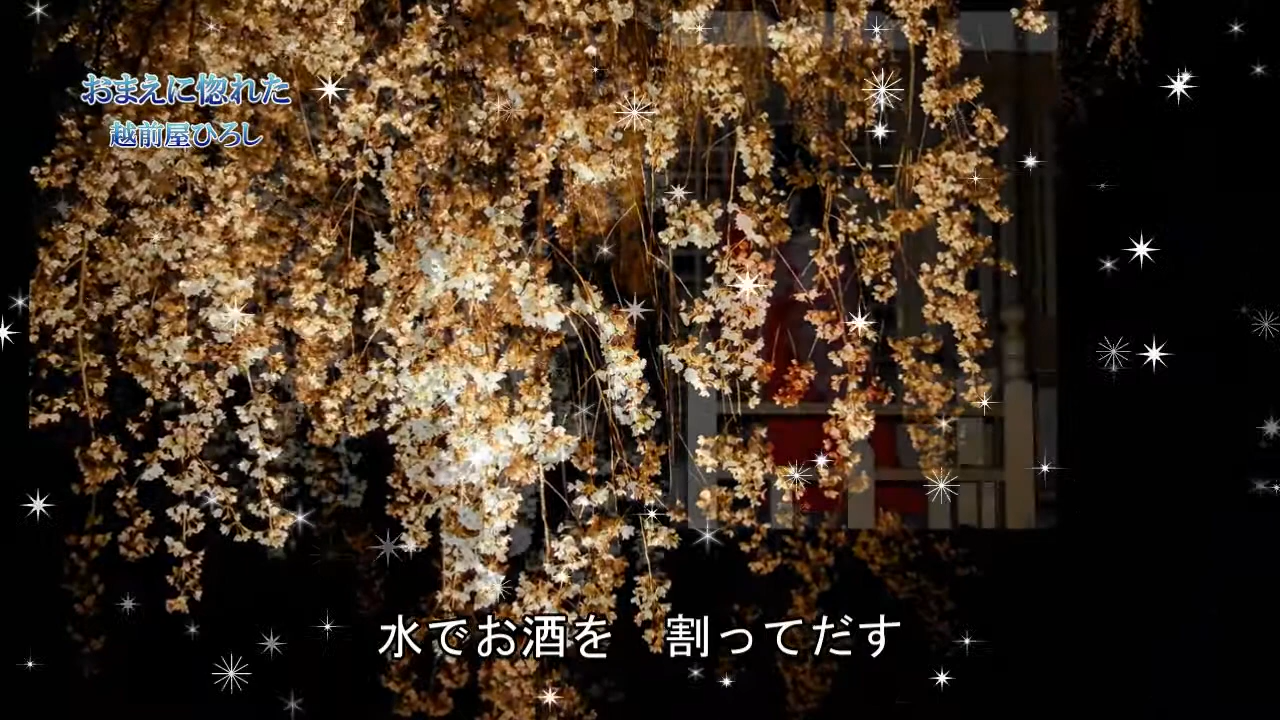 おまえに惚れた
越前屋ひろし
水でお酒を　割ってだす